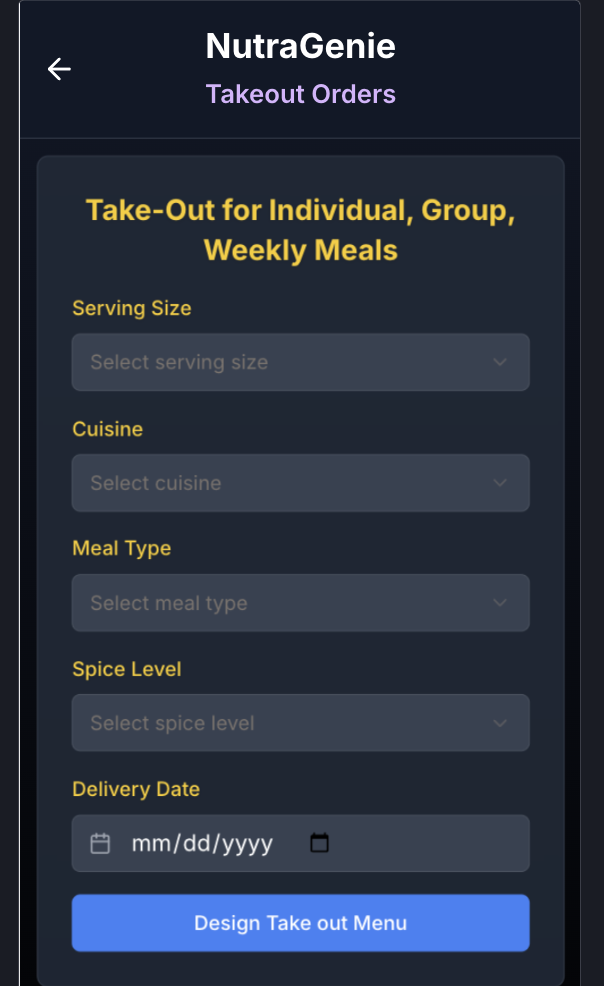 NutraGenie
Takeout Orders
Take-Out for Individual, Group,
Weekly Meals
Serving Size
Select serving size
Cuisine
Select cuisine
Meal Type
Select meal type
Spice Level
Select spice level
Delivery Date
mm/dd/yyyy
Design Take out Menu